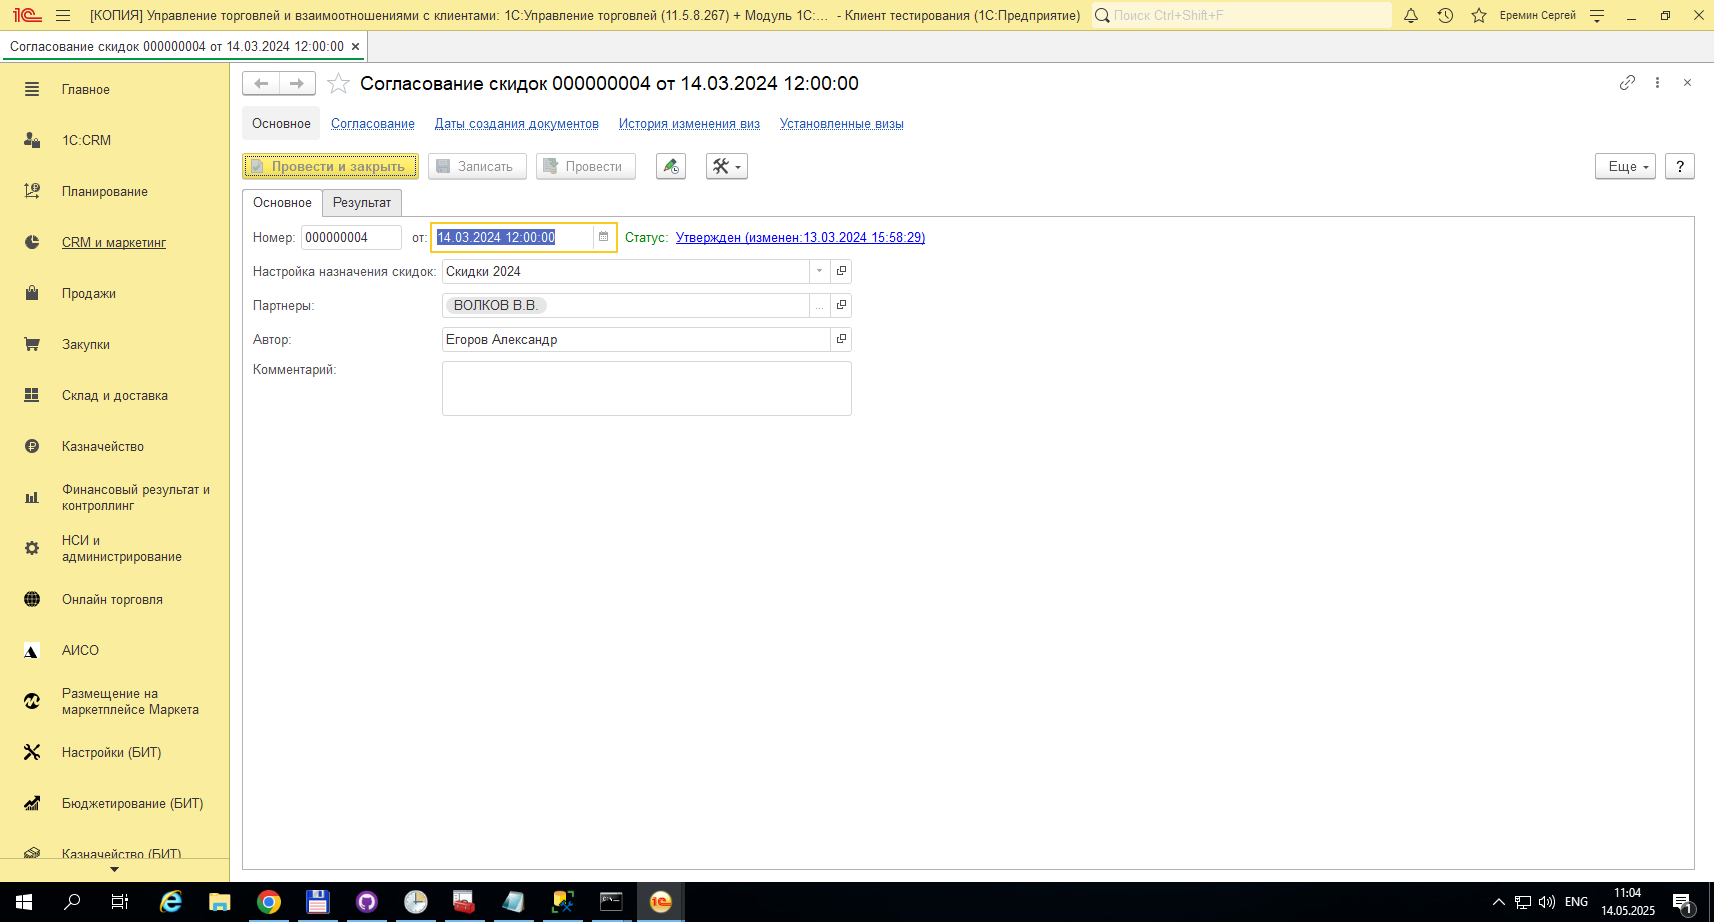 [КОПИЯ] Управление торговлей и взаимоотношениями с клиентами: 1С:Управление торговлей (11.5.8.267) + Модуль 1С:... - Клиент тестирования (1С:Предприятие)
Поиск Ctrl+Shift+F
Еремин Сергей
Согласование скидок 000000004 от 14.03.2024 12:00:00
Главное
1С:CRM
Планирование
CRM и маркетинг
Продажи
Закупки
Склад и доставка
Казначейство
Финансовый результат и
контроллинг
НСИ и
администрирование
Онлайн торговля
АИСО
Размещение на
маркетплейсе Маркета
Настройки (БИТ)
Бюджетирование (БИТ)
Казначейство (БИТ)
Согласование скидок 000000004 от 14.03.2024 12:00:00
Основное Согласование Даты создания документов История изменения виз Установленные визы
Провести и закрыть Записать Провести Еще ?
Основное Результат
Номер: 000000004 от: 14.03.2024 12:00:00 Статус: Утвержден (изменен:13.03.2024 15:58:29)
Настройка назначения скидок: Скидки 2024
Партнеры: ВОЛКОВ В.В. ...
Автор: Егоров Александр
Комментарий:
ENG
11:04
14.05.2025
1